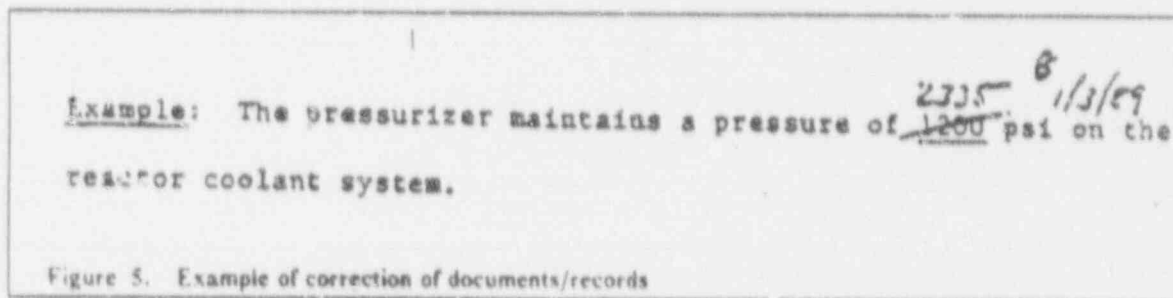 2335 B 1/3/89
Example: The pressurizer maintains a pressure of 1200 psi on the
reactor coolant system.
Figure 5. Example of correction of documents/records